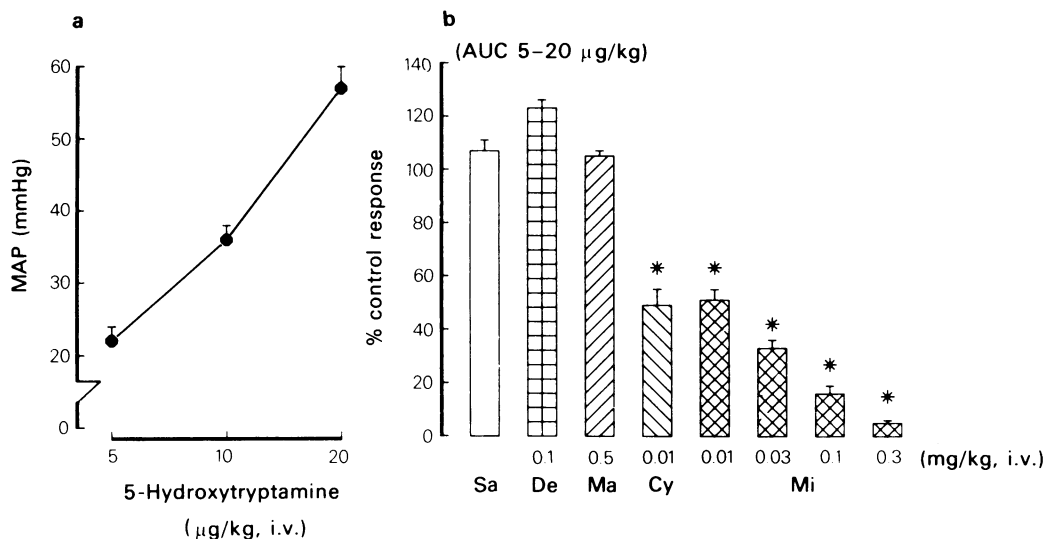 a
60
50
40
30
20
0
MAP (mmHg)
5 10 20
5-Hydroxytryptamine
(μg/kg, i.v.)
b
(AUC 5–20 μg/kg)
140
120
100
80
60
40
20
0
% control response
* * * * *
0.1 0.5 0.01 0.01 0.03 0.1 0.3 (mg/kg, i.v.)
Sa De Ma Cy Mi